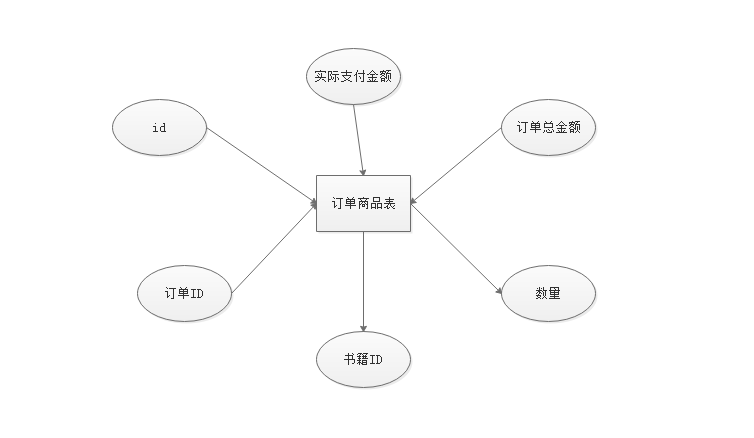 实际支付金额
id
订单总金额
订单商品表
订单ID
数量
书籍ID